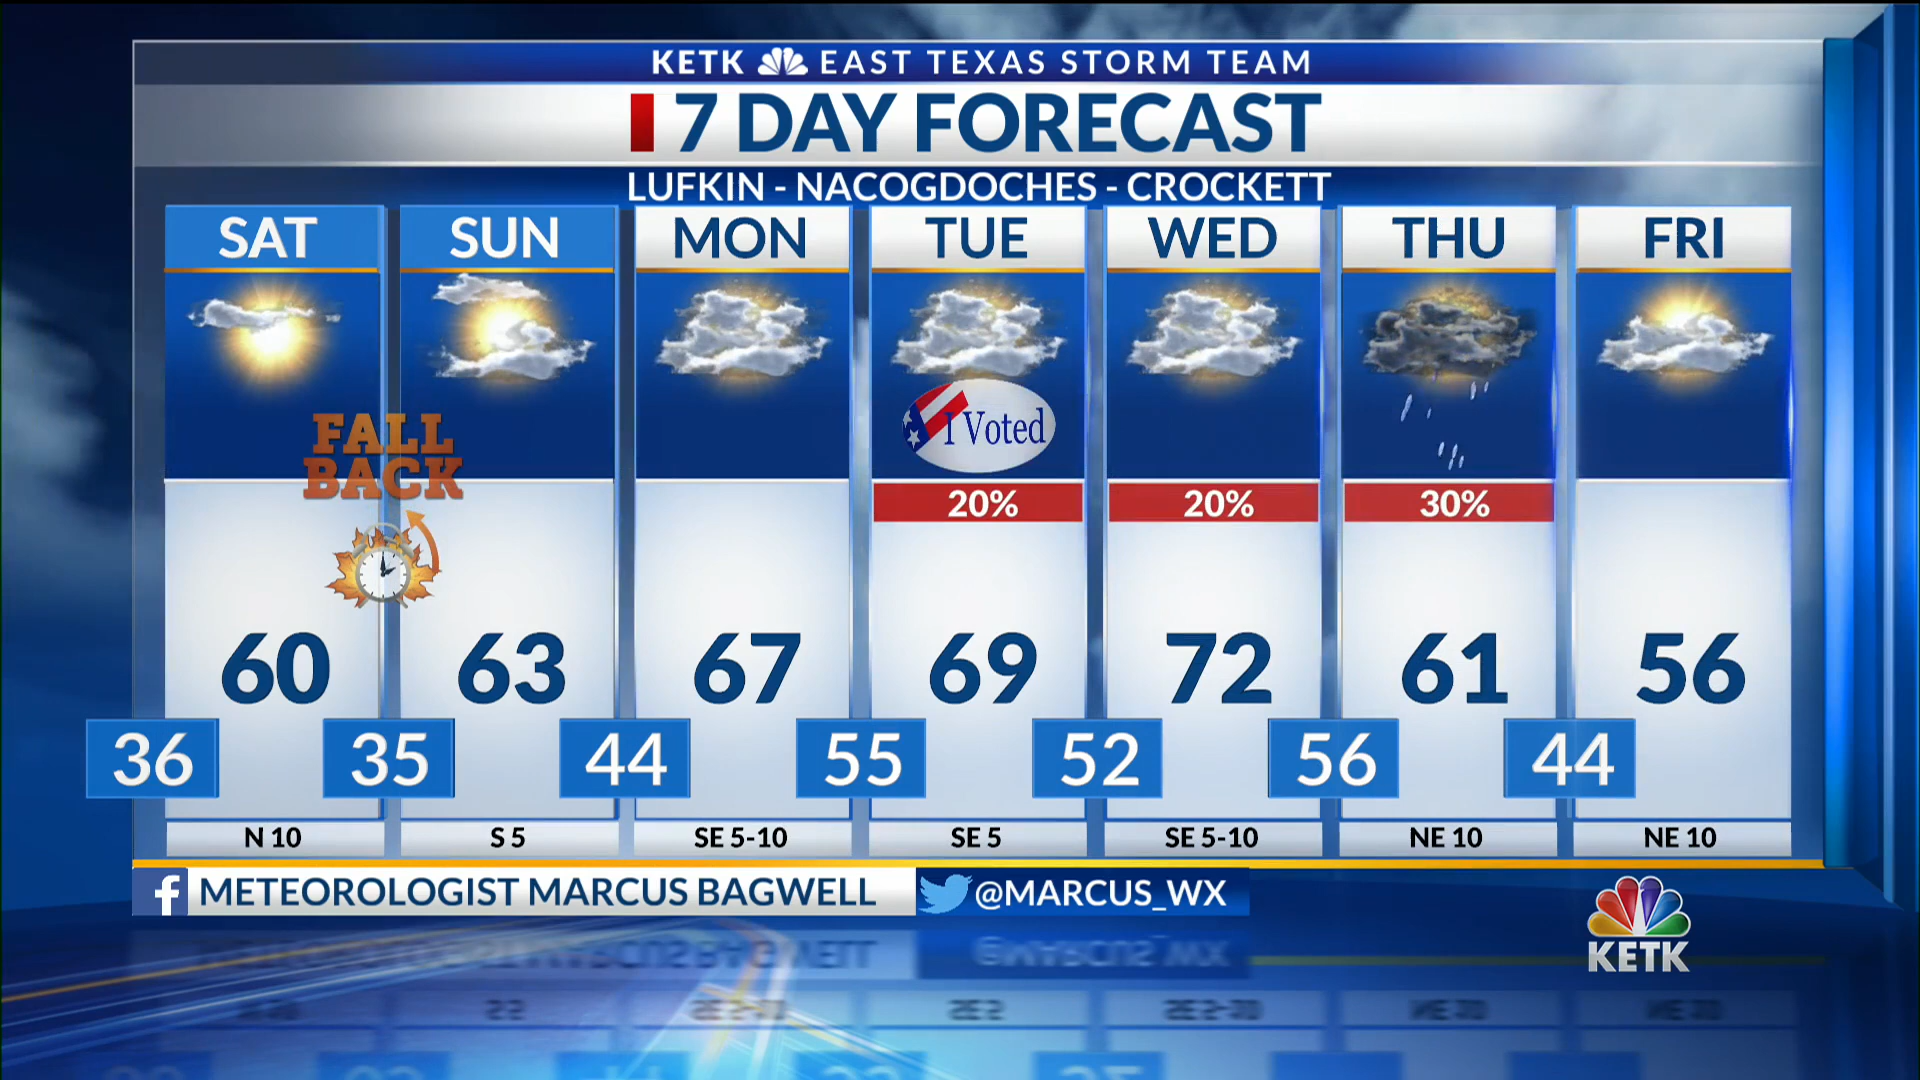 KETK EAST TEXAS STORM TEAM
7 DAY FORECAST
LUFKIN - NACOGDOCHES - CROCKETT
SAT SUN MON TUE WED THU FRI
FALL
BACK
I Voted
20% 20% 30%
60 63 67 69 72 61 56
36 35 44 55 52 56 44
N 10 S 5 SE 5-10 SE 5 SE 5-10 NE 10 NE 10
f METEOROLOGIST MARCUS BAGWELL @MARCUS_WX
KETK